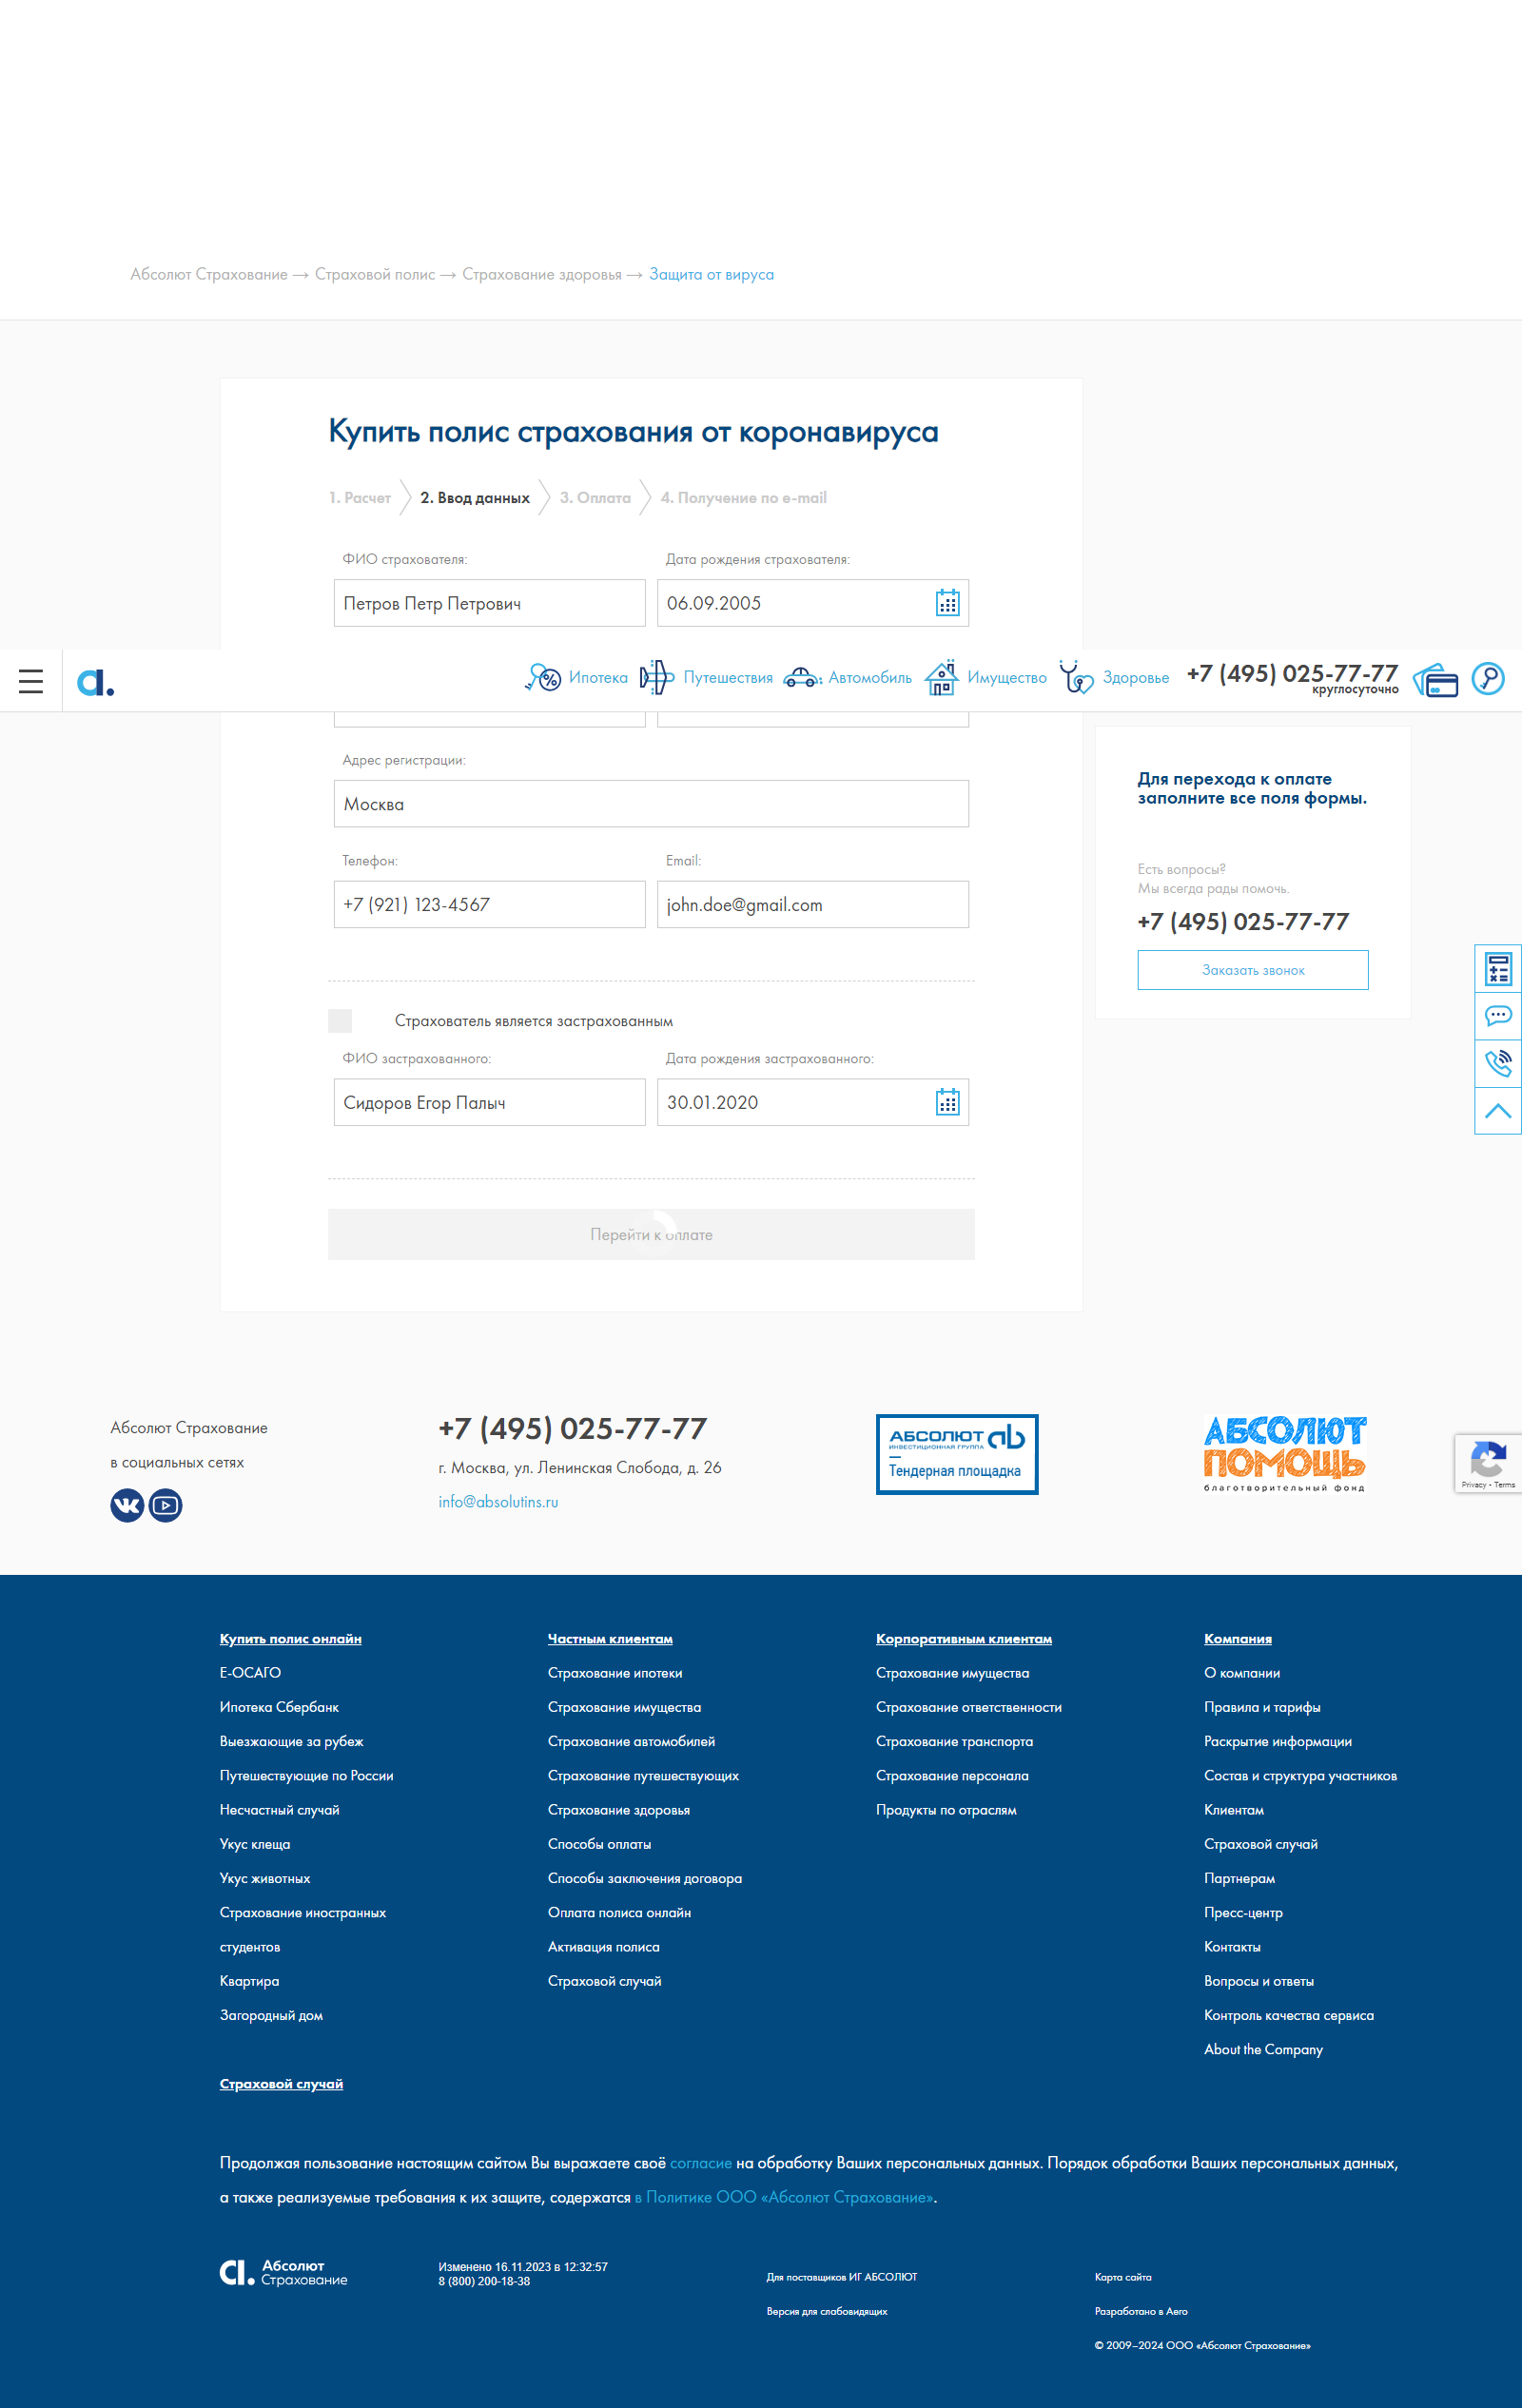 Абсолют Страхование → Страховой полис → Страхование здоровья → Защита от вируса
Купить полис страхования от коронавируса
1. Расчет 2. Ввод данных 3. Оплата 4. Получение по e-mail
ФИО страхователя: Дата рождения страхователя:
Петров Петр Петрович 06.09.2005
Ипотека Путешествия Автомобиль Имущество Здоровье +7 (495) 025-77-77
круглосуточно
Адрес регистрации:
Москва
Телефон: Email:
+7 (921) 123-4567 john.doe@gmail.com
Для перехода к оплате
заполните все поля формы.
Есть вопросы?
Мы всегда рады помочь.
+7 (495) 025-77-77
Заказать звонок
Страхователь является застрахованным
ФИО застрахованного: Дата рождения застрахованного:
Сидоров Егор Палыч 30.01.2020
Перейти к оплате
Абсолют Страхование
в социальных сетях
+7 (495) 025-77-77
г. Москва, ул. Ленинская Слобода, д. 26
info@absolutins.ru
АБСОЛЮТ
ИНВЕСТИЦИОННАЯ ГРУППА
Тендерная площадка
АБСОЛЮТ
ПОМОЩЬ
благотворительный фонд
Privacy - Terms
Купить полис онлайн
Е-ОСАГО
Ипотека Сбербанк
Выезжающие за рубеж
Путешествующие по России
Несчастный случай
Укус клеща
Укус животных
Страхование иностранных
студентов
Квартира
Загородный дом
Страховой случай
Частным клиентам
Страхование ипотеки
Страхование имущества
Страхование автомобилей
Страхование путешествующих
Страхование здоровья
Способы оплаты
Способы заключения договора
Оплата полиса онлайн
Активация полиса
Страховой случай
Корпоративным клиентам
Страхование имущества
Страхование ответственности
Страхование транспорта
Страхование персонала
Продукты по отраслям
Компания
О компании
Правила и тарифы
Раскрытие информации
Состав и структура участников
Клиентам
Страховой случай
Партнерам
Пресс-центр
Контакты
Вопросы и ответы
Контроль качества сервиса
About the Company
Продолжая пользование настоящим сайтом Вы выражаете своё согласие на обработку Ваших персональных данных. Порядок обработки Ваших персональных данных,
а также реализуемые требования к их защите, содержатся в Политике ООО «Абсолют Страхование».
Абсолют
Страхование
Изменено 16.11.2023 в 12:32:57
8 (800) 200-18-38
Для поставщиков ИГ АБСОЛЮТ
Версия для слабовидящих
Карта сайта
Разработано в Aero
© 2009–2024 ООО «Абсолют Страхование»